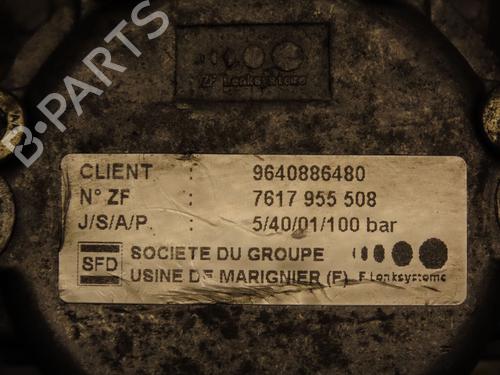 ZF Lenksysteme
CLIENT : 9640886480
N° ZF : 7617 955 508
J/S/A/P. : 5/40/01/100 bar
SFD SOCIETE DU GROUPE
USINE DE MARIGNIER (F) F Lenksysteme
B-PARTS